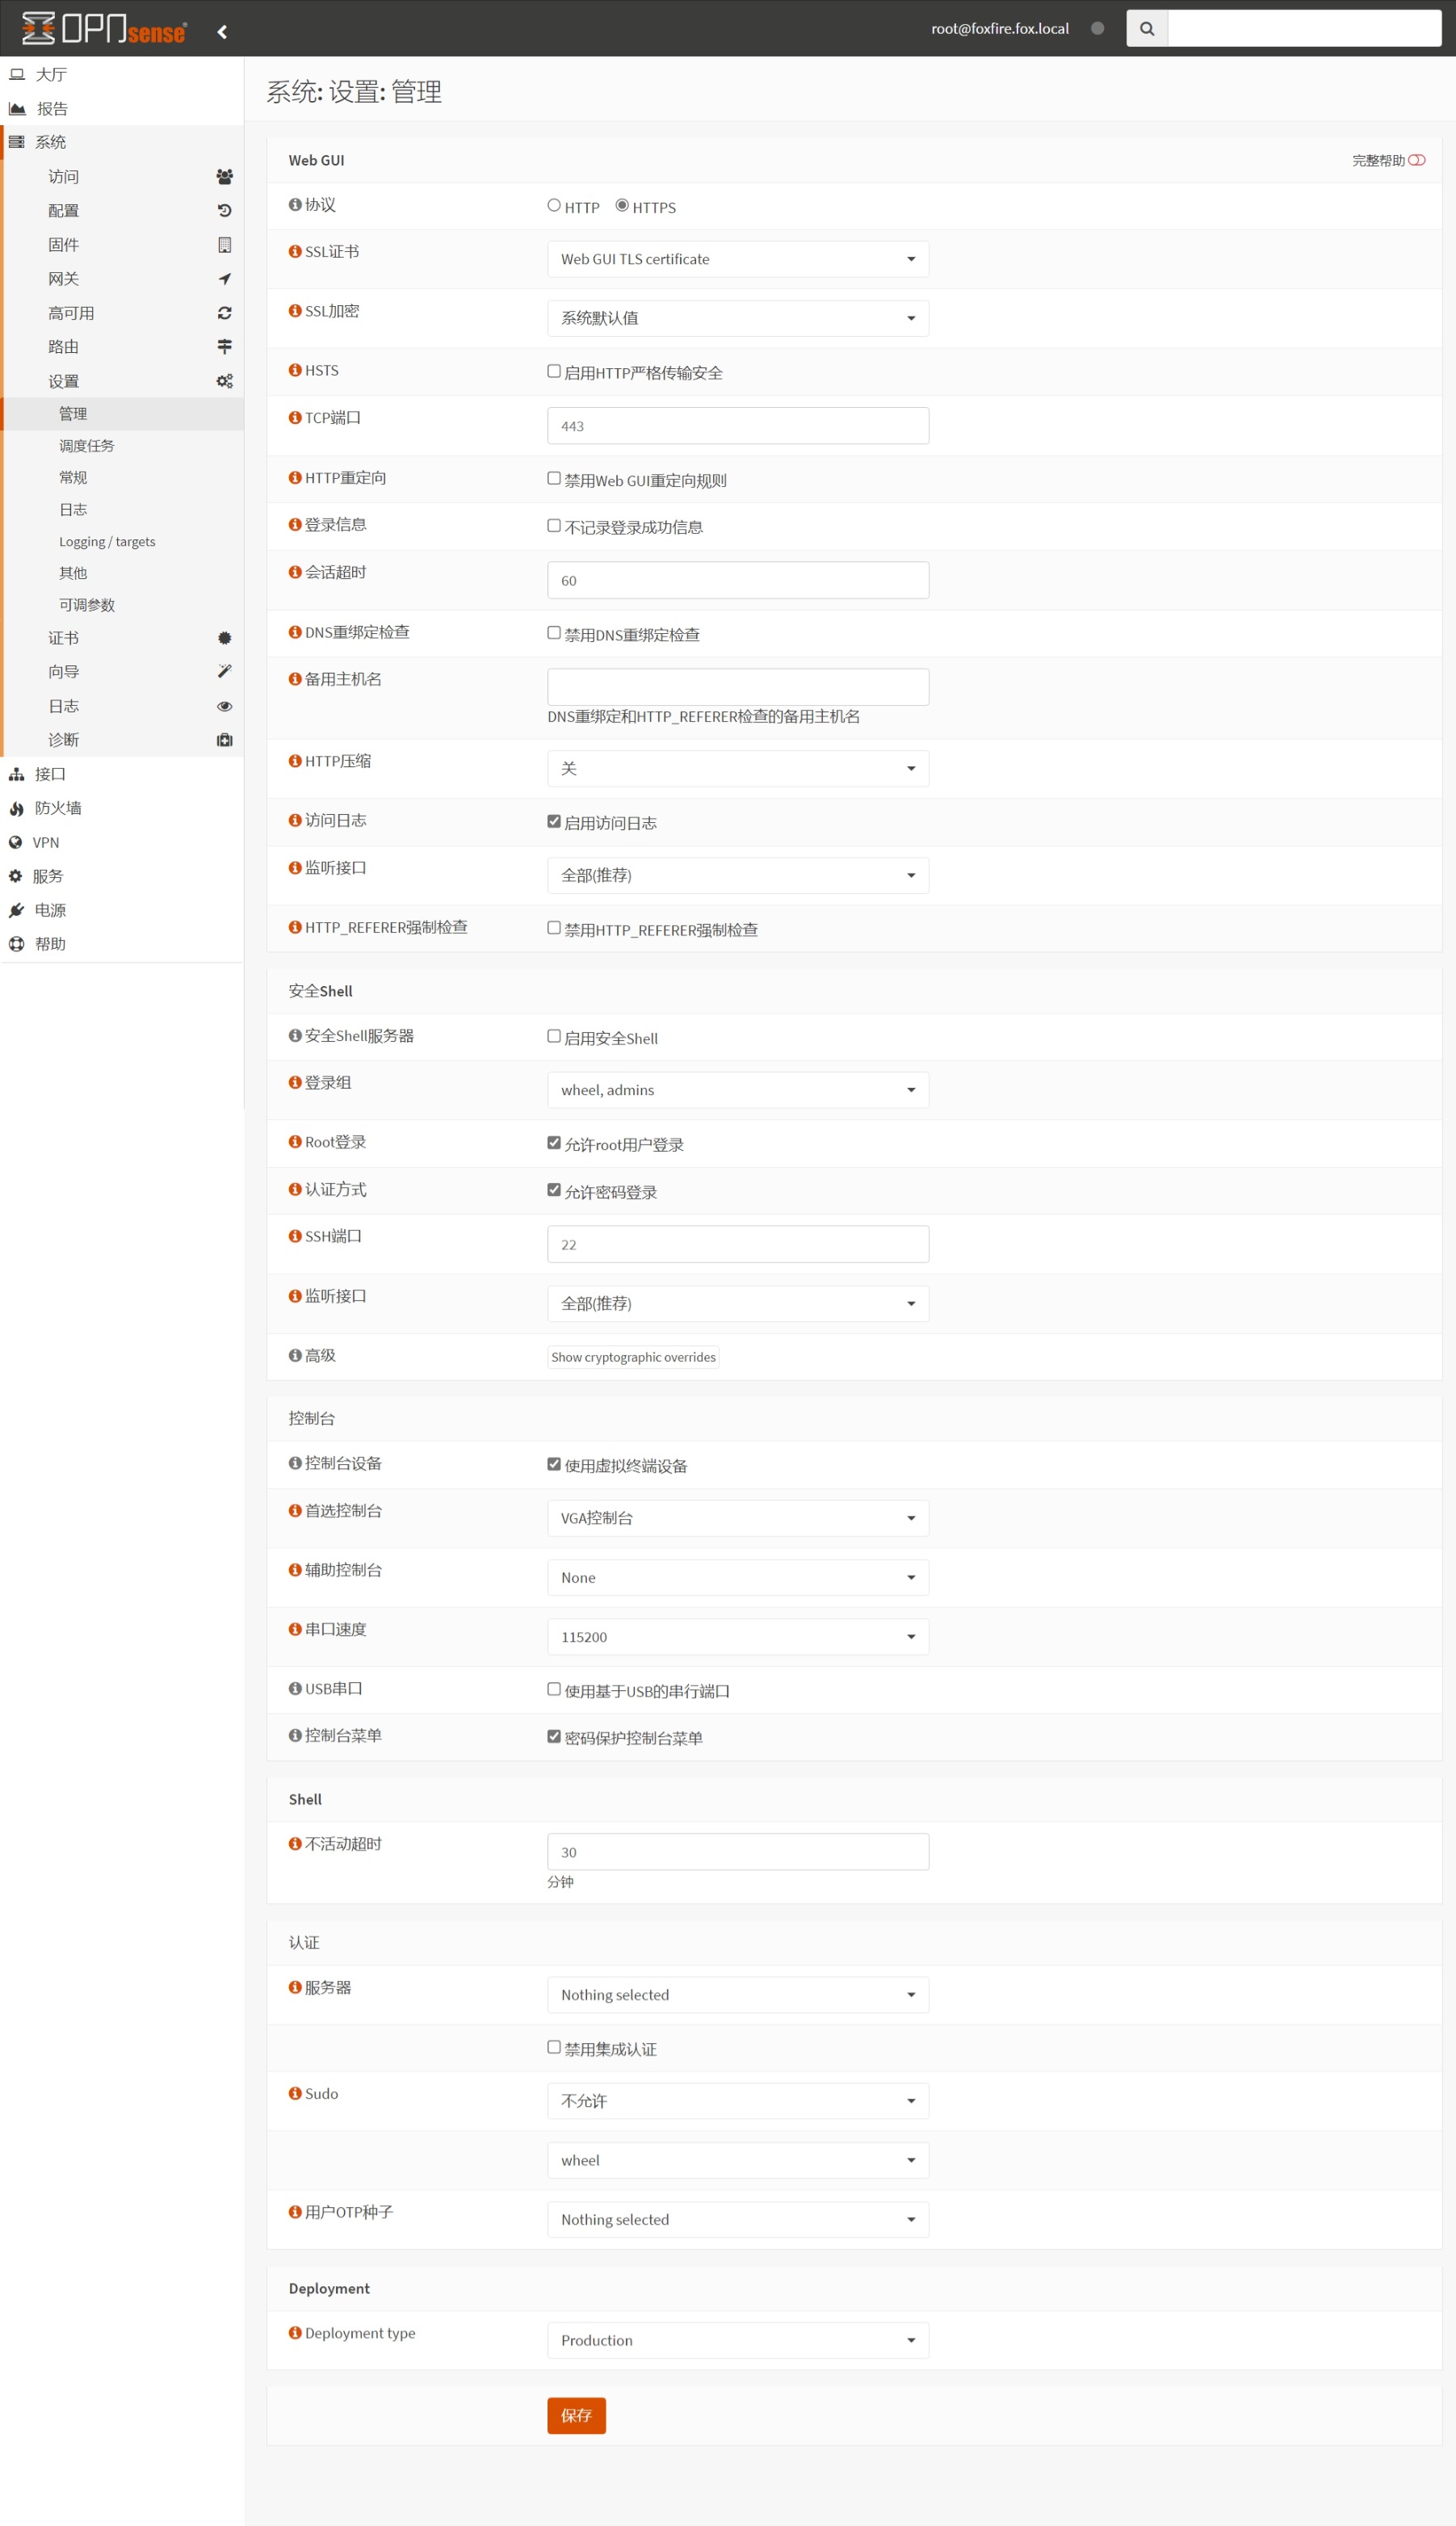 OPNsense
root@foxfire.fox.local
大厅
报告
系统
访问
配置
固件
网关
高可用
路由
设置
管理
调度任务
常规
日志
Logging / targets
其他
可调参数
证书
向导
日志
诊断
接口
防火墙
VPN
服务
电源
帮助
系统: 设置: 管理
Web GUI 完整帮助
协议 HTTP HTTPS
SSL证书 Web GUI TLS certificate
SSL加密 系统默认值
HSTS 启用HTTP严格传输安全
TCP端口 443
HTTP重定向 禁用Web GUI重定向规则
登录信息 不记录登录成功信息
会话超时 60
DNS重绑定检查 禁用DNS重绑定检查
备用主机名
DNS重绑定和HTTP_REFERER检查的备用主机名
HTTP压缩 关
访问日志 启用访问日志
监听接口 全部(推荐)
HTTP_REFERER强制检查 禁用HTTP_REFERER强制检查
安全Shell
安全Shell服务器 启用安全Shell
登录组 wheel, admins
Root登录 允许root用户登录
认证方式 允许密码登录
SSH端口 22
监听接口 全部(推荐)
高级 Show cryptographic overrides
控制台
控制台设备 使用虚拟终端设备
首选控制台 VGA控制台
辅助控制台 None
串口速度 115200
USB串口 使用基于USB的串行端口
控制台菜单 密码保护控制台菜单
Shell
不活动超时 30
分钟
认证
服务器 Nothing selected
禁用集成认证
Sudo 不允许
wheel
用户OTP种子 Nothing selected
Deployment
Deployment type Production
保存